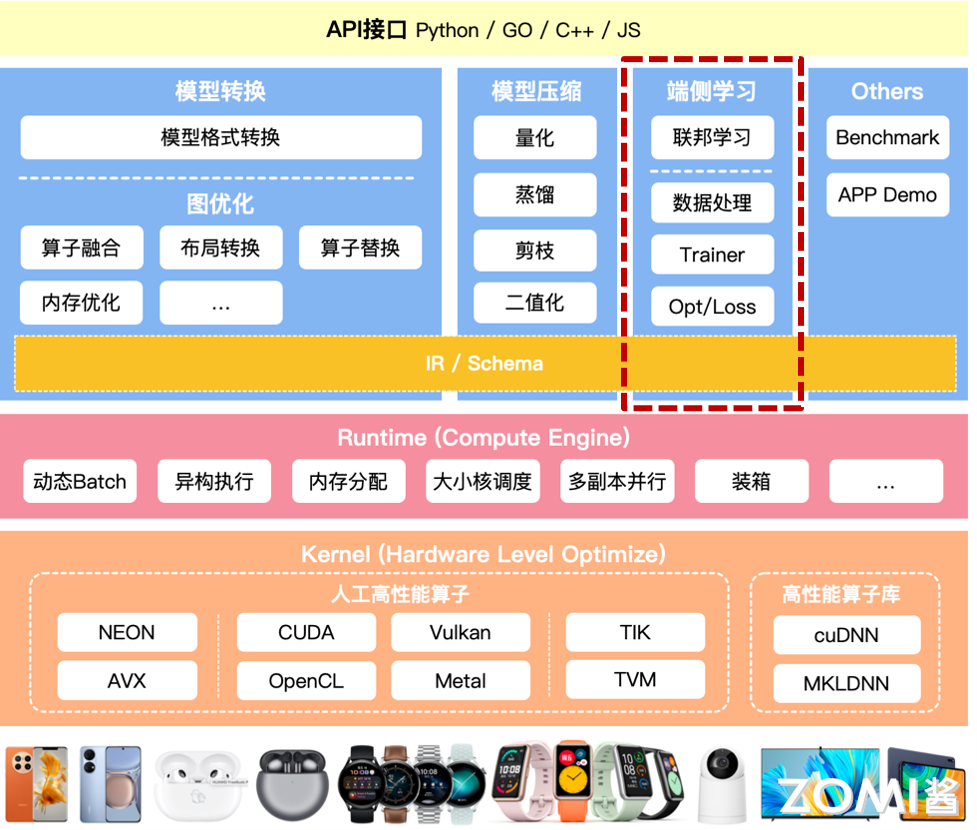 API接口 Python / GO / C++ / JS
模型转换
模型格式转换
图优化
算子融合
布局转换
算子替换
内存优化
...
模型压缩
量化
蒸馏
剪枝
二值化
端侧学习
联邦学习
数据处理
Trainer
Opt/Loss
Others
Benchmark
APP Demo
IR / Schema
Runtime (Compute Engine)
动态Batch
异构执行
内存分配
大小核调度
多副本并行
装箱
...
Kernel (Hardware Level Optimize)
人工高性能算子
NEON
CUDA
Vulkan
TIK
AVX
OpenCL
Metal
TVM
高性能算子库
cuDNN
MKLDNN
ZOMI酱